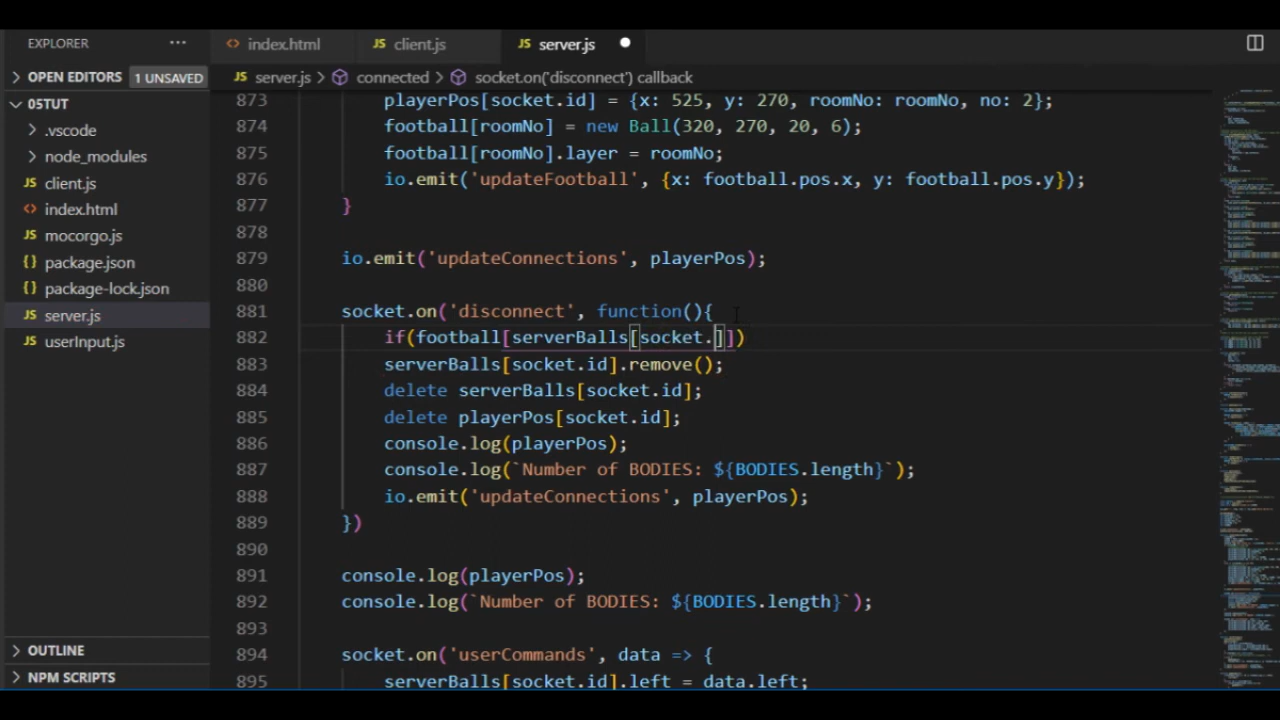 EXPLORER ···
OPEN EDITORS 1 UNSAVED
05TUT
.vscode
node_modules
client.js
index.html
mocorgo.js
package.json
package-lock.json
server.js
userInput.js
OUTLINE
NPM SCRIPTS
index.html client.js server.js
server.js > connected > socket.on('disconnect') callback
873 playerPos[socket.id] = {x: 525, y: 270, roomNo: roomNo, no: 2};
874 football[roomNo] = new Ball(320, 270, 20, 6);
875 football[roomNo].layer = roomNo;
876 io.emit('updateFootball', {x: football.pos.x, y: football.pos.y});
877 }
878
879 io.emit('updateConnections', playerPos);
880
881 socket.on('disconnect', function(){
882 if(football[serverBalls[socket.]])
883 serverBalls[socket.id].remove();
884 delete serverBalls[socket.id];
885 delete playerPos[socket.id];
886 console.log(playerPos);
887 console.log(`Number of BODIES: ${BODIES.length}`);
888 io.emit('updateConnections', playerPos);
889 })
890
891 console.log(playerPos);
892 console.log(`Number of BODIES: ${BODIES.length}`);
893
894 socket.on('userCommands', data => {
895 serverBalls[socket.id].left = data.left;